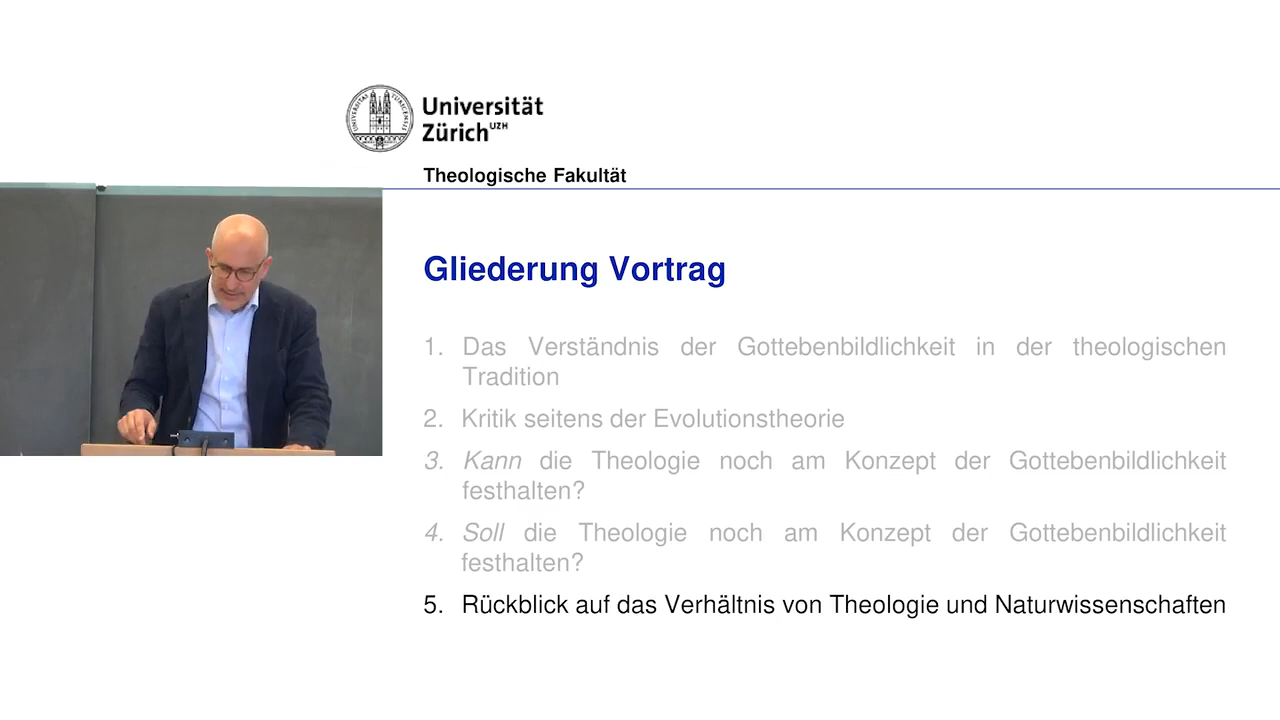 Universität
Zürich UZH
Theologische Fakultät
Gliederung Vortrag
1. Das Verständnis der Gottebenbildlichkeit in der theologischen
Tradition
2. Kritik seitens der Evolutionstheorie
3. Kann die Theologie noch am Konzept der Gottebenbildlichkeit
festhalten?
4. Soll die Theologie noch am Konzept der Gottebenbildlichkeit
festhalten?
5. Rückblick auf das Verhältnis von Theologie und Naturwissenschaften